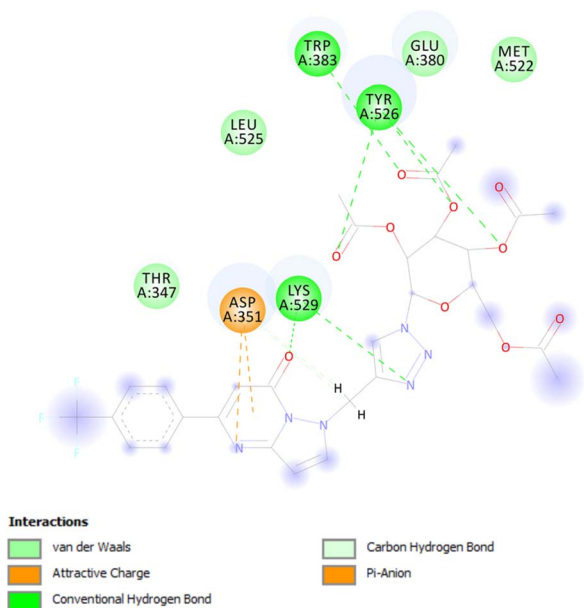 TRP
A:383
GLU
A:380
MET
A:522
TYR
A:526
LEU
A:525
O
O
O
O
O
O
THR
A:347
ASP
A:351
LYS
A:529
O
O
O
O
N
N
N
H
H
F
F
F
N
N
N
Interactions
van der Waals
Carbon Hydrogen Bond
Attractive Charge
Pi-Anion
Conventional Hydrogen Bond